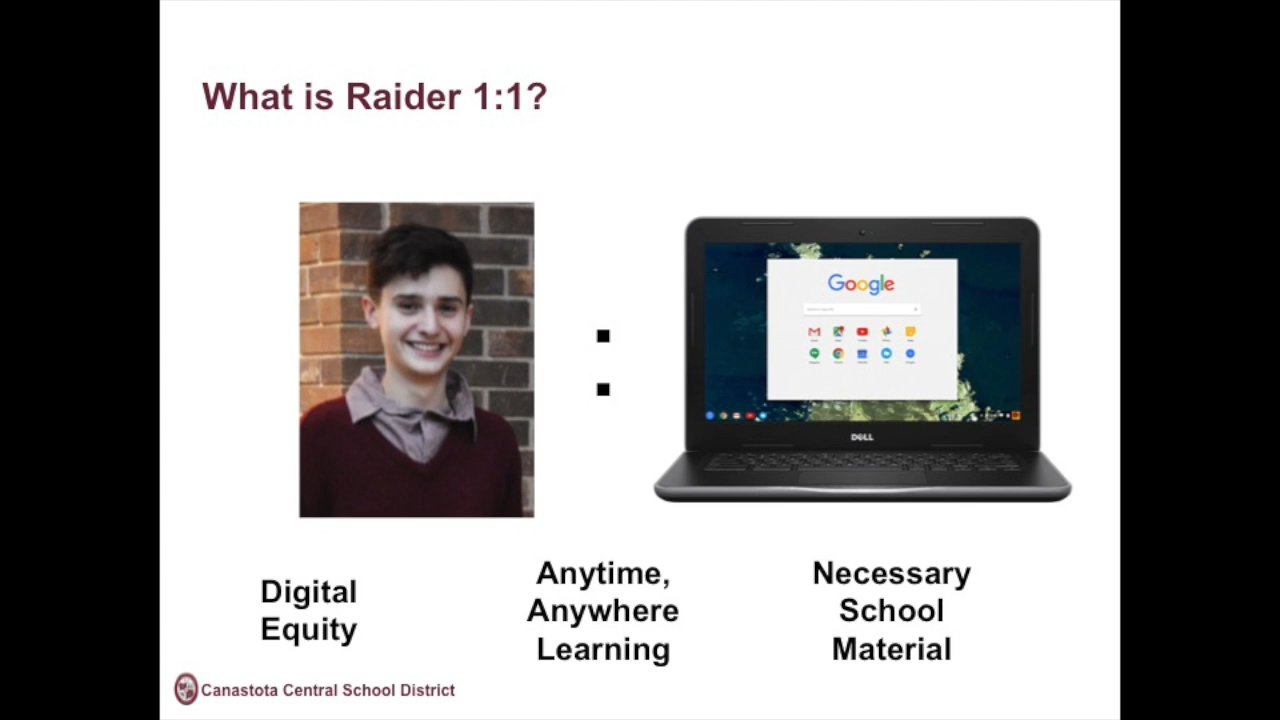 What is Raider 1:1?
:
Google
DELL
Digital
Equity
Anytime,
Anywhere
Learning
Necessary
School
Material
Canastota Central School District